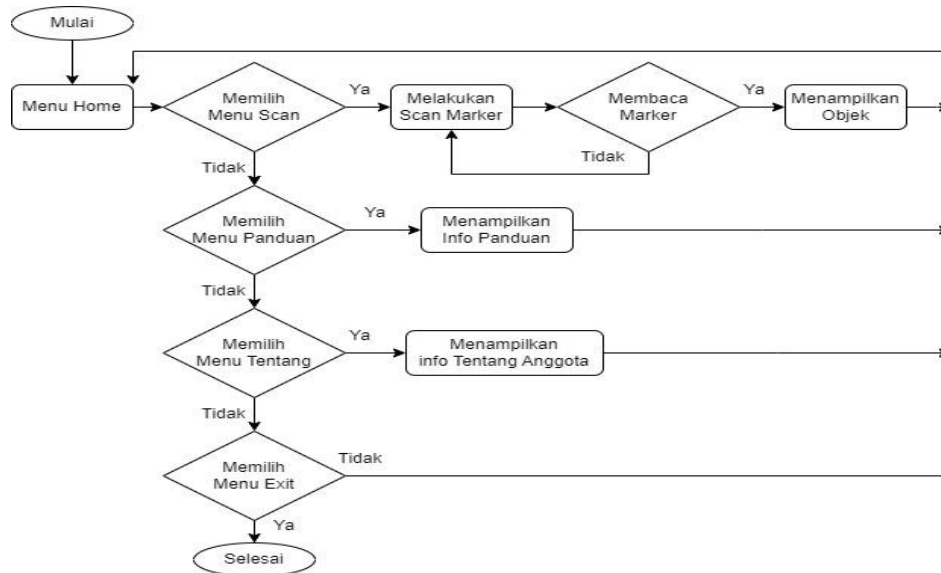 Mulai
Menu Home
Memilih
Menu Scan
Ya
Melakukan
Scan Marker
Membaca
Marker
Ya
Menampilkan
Objek
Tidak
Tidak
Memilih
Menu Panduan
Ya
Menampilkan
Info Panduan
Tidak
Memilih
Menu Tentang
Ya
Menampilkan
info Tentang Anggota
Tidak
Memilih
Menu Exit
Tidak
Ya
Selesai